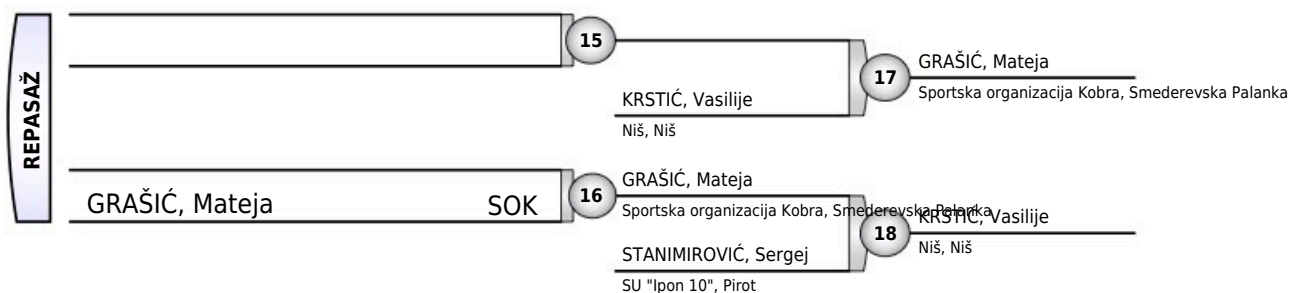 REPASAŽ
15
KRSTIĆ, Vasilije
Niš, Niš
17
GRAŠIĆ, Mateja
Sportska organizacija Kobra, Smederevska Palanka
GRAŠIĆ, Mateja SOK
16
GRAŠIĆ, Mateja
Sportska organizacija Kobra, Smederevska Palanka
STANIMIROVIĆ, Sergej
SU "Ipon 10", Pirot
18
KRSTIĆ, Vasilije
Niš, Niš